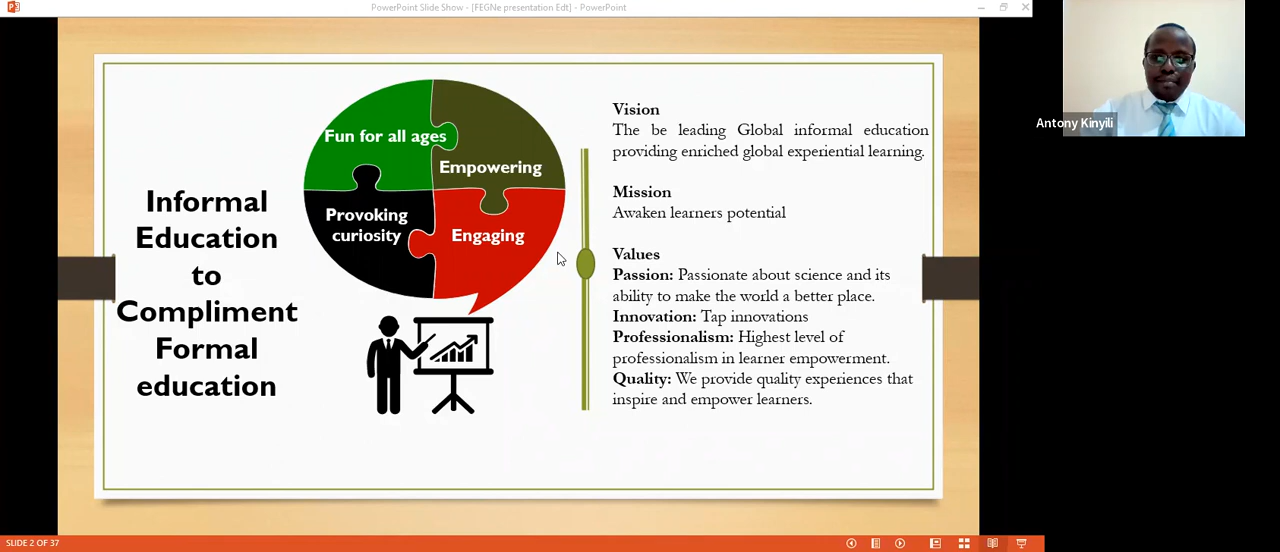 PowerPoint Slide Show - [FEGNe presentation Edt] - PowerPoint
Antony Kinyili
Informal
Education
to
Compliment
Formal
education
Fun for all ages
Empowering
Provoking
curiosity
Engaging
Vision
The be leading Global informal education
providing enriched global experiential learning.
Mission
Awaken learners potential
Values
Passion: Passionate about science and its
ability to make the world a better place.
Innovation: Tap innovations
Professionalism: Highest level of
professionalism in learner empowerment.
Quality: We provide quality experiences that
inspire and empower learners.
SLIDE 2 OF 37